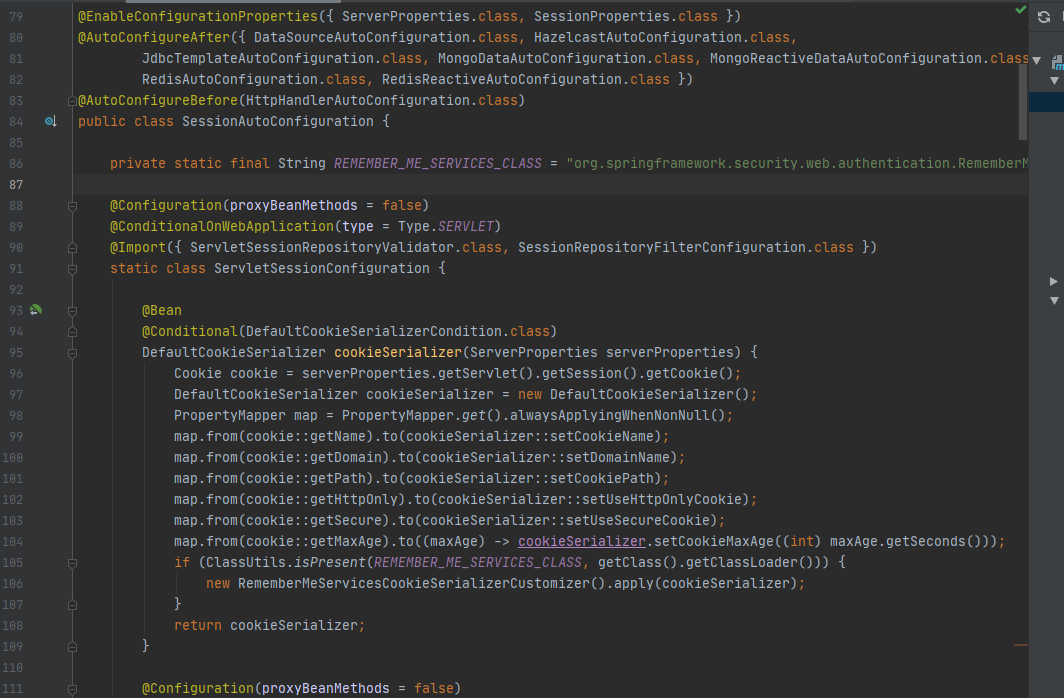 79 @EnableConfigurationProperties({ ServerProperties.class, SessionProperties.class })
80 @AutoConfigureAfter({ DataSourceAutoConfiguration.class, HazelcastAutoConfiguration.class,
81 JdbcTemplateAutoConfiguration.class, MongoDataAutoConfiguration.class, MongoReactiveDataAutoConfiguration.class
82 RedisAutoConfiguration.class, RedisReactiveAutoConfiguration.class })
83 @AutoConfigureBefore(HttpHandlerAutoConfiguration.class)
84 public class SessionAutoConfiguration {
85
86 private static final String REMEMBER_ME_SERVICES_CLASS = "org.springframework.security.web.authentication.RememberM
87
88 @Configuration(proxyBeanMethods = false)
89 @ConditionalOnWebApplication(type = Type.SERVLET)
90 @Import({ ServletSessionRepositoryValidator.class, SessionRepositoryFilterConfiguration.class })
91 static class ServletSessionConfiguration {
92
93 @Bean
94 @Conditional(DefaultCookieSerializerCondition.class)
95 DefaultCookieSerializer cookieSerializer(ServerProperties serverProperties) {
96 Cookie cookie = serverProperties.getServlet().getSession().getCookie();
97 DefaultCookieSerializer cookieSerializer = new DefaultCookieSerializer();
98 PropertyMapper map = PropertyMapper.get().alwaysApplyingWhenNonNull();
99 map.from(cookie::getName).to(cookieSerializer::setCookieName);
100 map.from(cookie::getDomain).to(cookieSerializer::setDomainName);
101 map.from(cookie::getPath).to(cookieSerializer::setCookiePath);
102 map.from(cookie::getHttpOnly).to(cookieSerializer::setUseHttpOnlyCookie);
103 map.from(cookie::getSecure).to(cookieSerializer::setUseSecureCookie);
104 map.from(cookie::getMaxAge).to((maxAge) -> cookieSerializer.setCookieMaxAge((int) maxAge.getSeconds()));
105 if (ClassUtils.isPresent(REMEMBER_ME_SERVICES_CLASS, getClass().getClassLoader())) {
106 new RememberMeServicesCookieSerializerCustomizer().apply(cookieSerializer);
107 }
108 return cookieSerializer;
109 }
110
111 @Configuration(proxyBeanMethods = false)